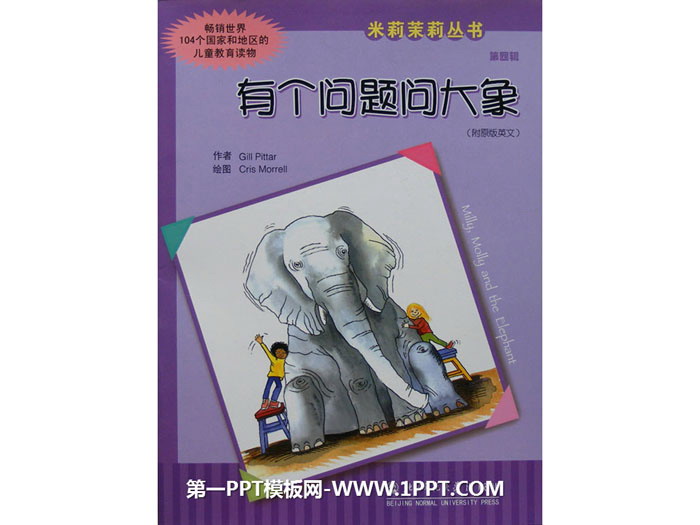 畅销世界
104个国家和地区的
儿童教育读物
米莉茉莉丛书
第四辑
有个问题问大象
（附原版英文）
作者 Gill Pittar
绘图 Cris Morrell
Milly, Molly and the Elephant
第一PPT模板网-WWW.1PPT.COM
BEIJING NORMAL UNIVERSITY PRESS